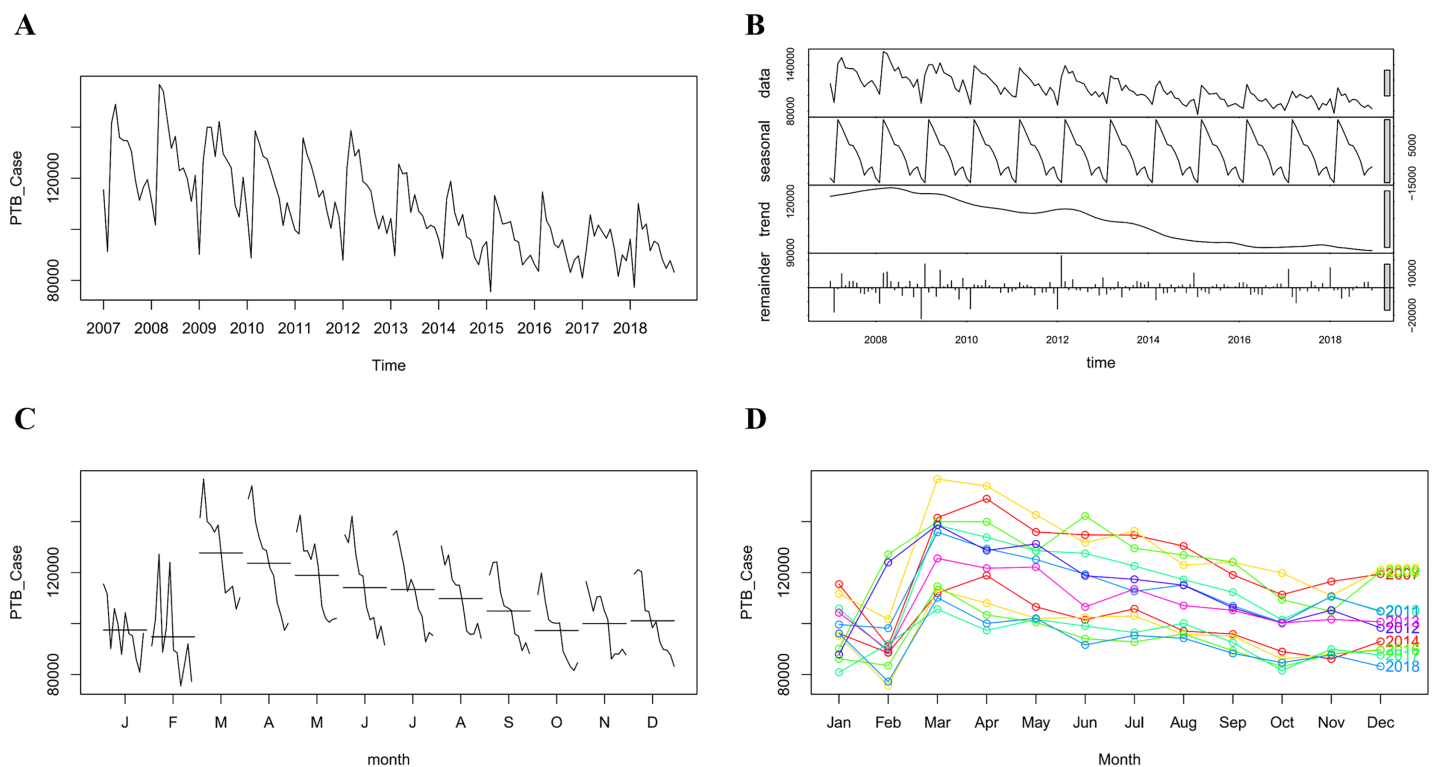 A
PTB_Case
120000
80000
2007 2008 2009 2010 2011 2012 2013 2014 2015 2016 2017 2018
Time
B
data
140000
80000
seasonal
5000
−15000
trend
120000
90000
remainder
10000
−20000
2008 2010 2012 2014 2016 2018
time
C
PTB_Case
120000
80000
J F M A M J J A S O N D
month
D
PTB_Case
120000
80000
2009
2007
2010
2012
2014
2018
Jan Feb Mar Apr May Jun Jul Aug Sep Oct Nov Dec
Month